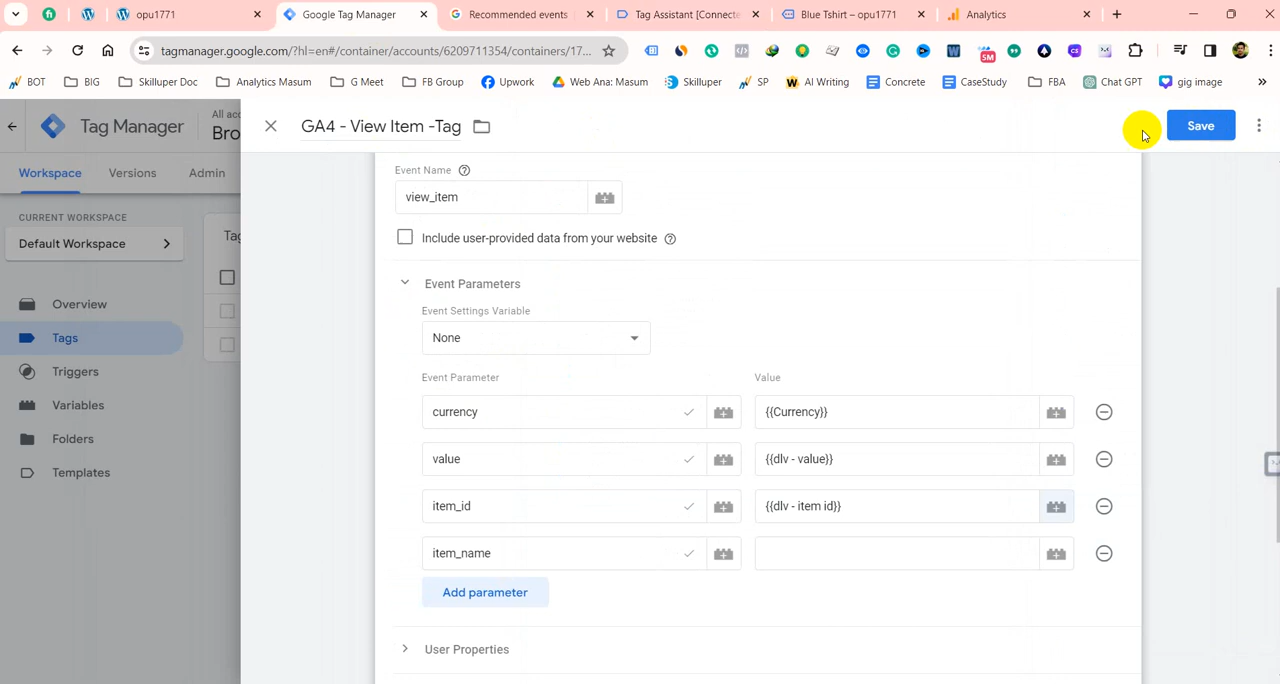 opu1771
Google Tag Manager
Recommended events
Tag Assistant [Connecte
Blue Tshirt – opu1771
Analytics
tagmanager.google.com/?hl=en#/container/accounts/6209711354/containers/17...
BOT
BIG
Skilluper Doc
Analytics Masum
G Meet
FB Group
Upwork
Web Ana: Masum
Skilluper
SP
AI Writing
Concrete
CaseStudy
FBA
Chat GPT
gig image
Tag Manager
All acco
Bro
GA4 - View Item -Tag
Save
Workspace
Versions
Admin
CURRENT WORKSPACE
Default Workspace
Overview
Tags
Triggers
Variables
Folders
Templates
Tag
Event Name
view_item
Include user-provided data from your website
Event Parameters
Event Settings Variable
None
Event Parameter
Value
currency
{{Currency}}
value
{{dlv - value}}
item_id
{{dlv - item id}}
item_name
Add parameter
User Properties